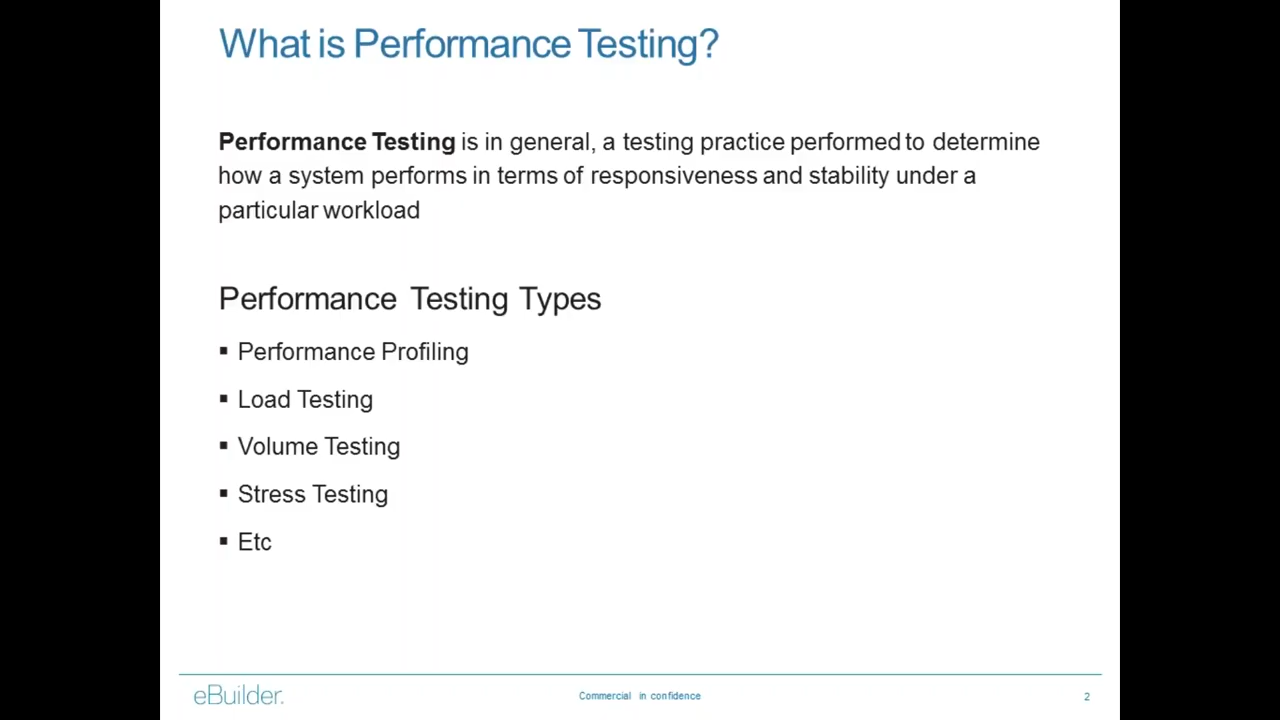 What is Performance Testing?
Performance Testing is in general, a testing practice performed to determine
how a system performs in terms of responsiveness and stability under a
particular workload
Performance Testing Types
▪ Performance Profiling
▪ Load Testing
▪ Volume Testing
▪ Stress Testing
▪ Etc
eBuilder.
Commercial in confidence
2